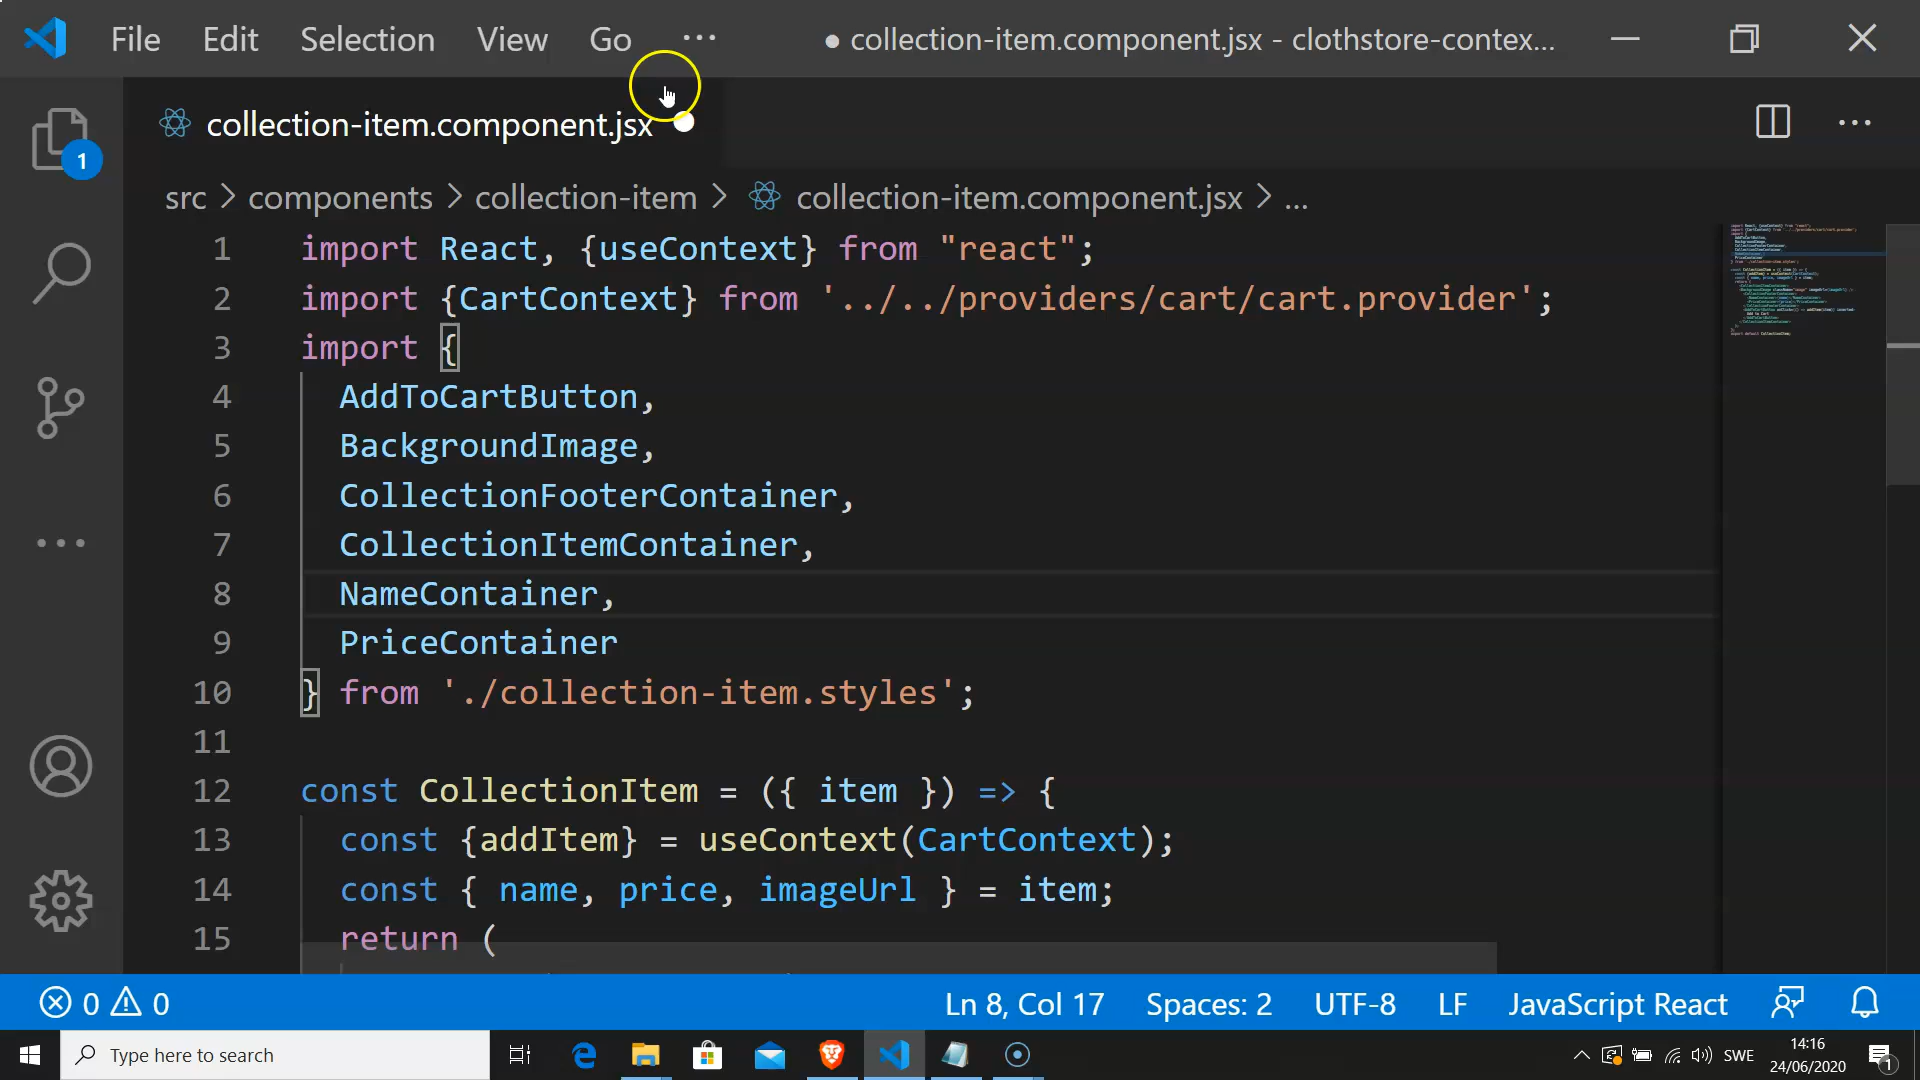 File Edit Selection View Go ··· ● collection-item.component.jsx - clothstore-contex...
collection-item.component.jsx
1
src > components > collection-item > collection-item.component.jsx > ...
1 import React, {useContext} from "react";
2 import {CartContext} from '../../providers/cart/cart.provider';
3 import {
4 AddToCartButton,
5 BackgroundImage,
6 CollectionFooterContainer,
7 CollectionItemContainer,
8 NameContainer,
9 PriceContainer
10 } from './collection-item.styles';
11
12 const CollectionItem = ({ item }) => {
13 const {addItem} = useContext(CartContext);
14 const { name, price, imageUrl } = item;
15 return (
0 0 Ln 8, Col 17 Spaces: 2 UTF-8 LF JavaScript React
Type here to search
SWE
14:16
24/06/2020
1